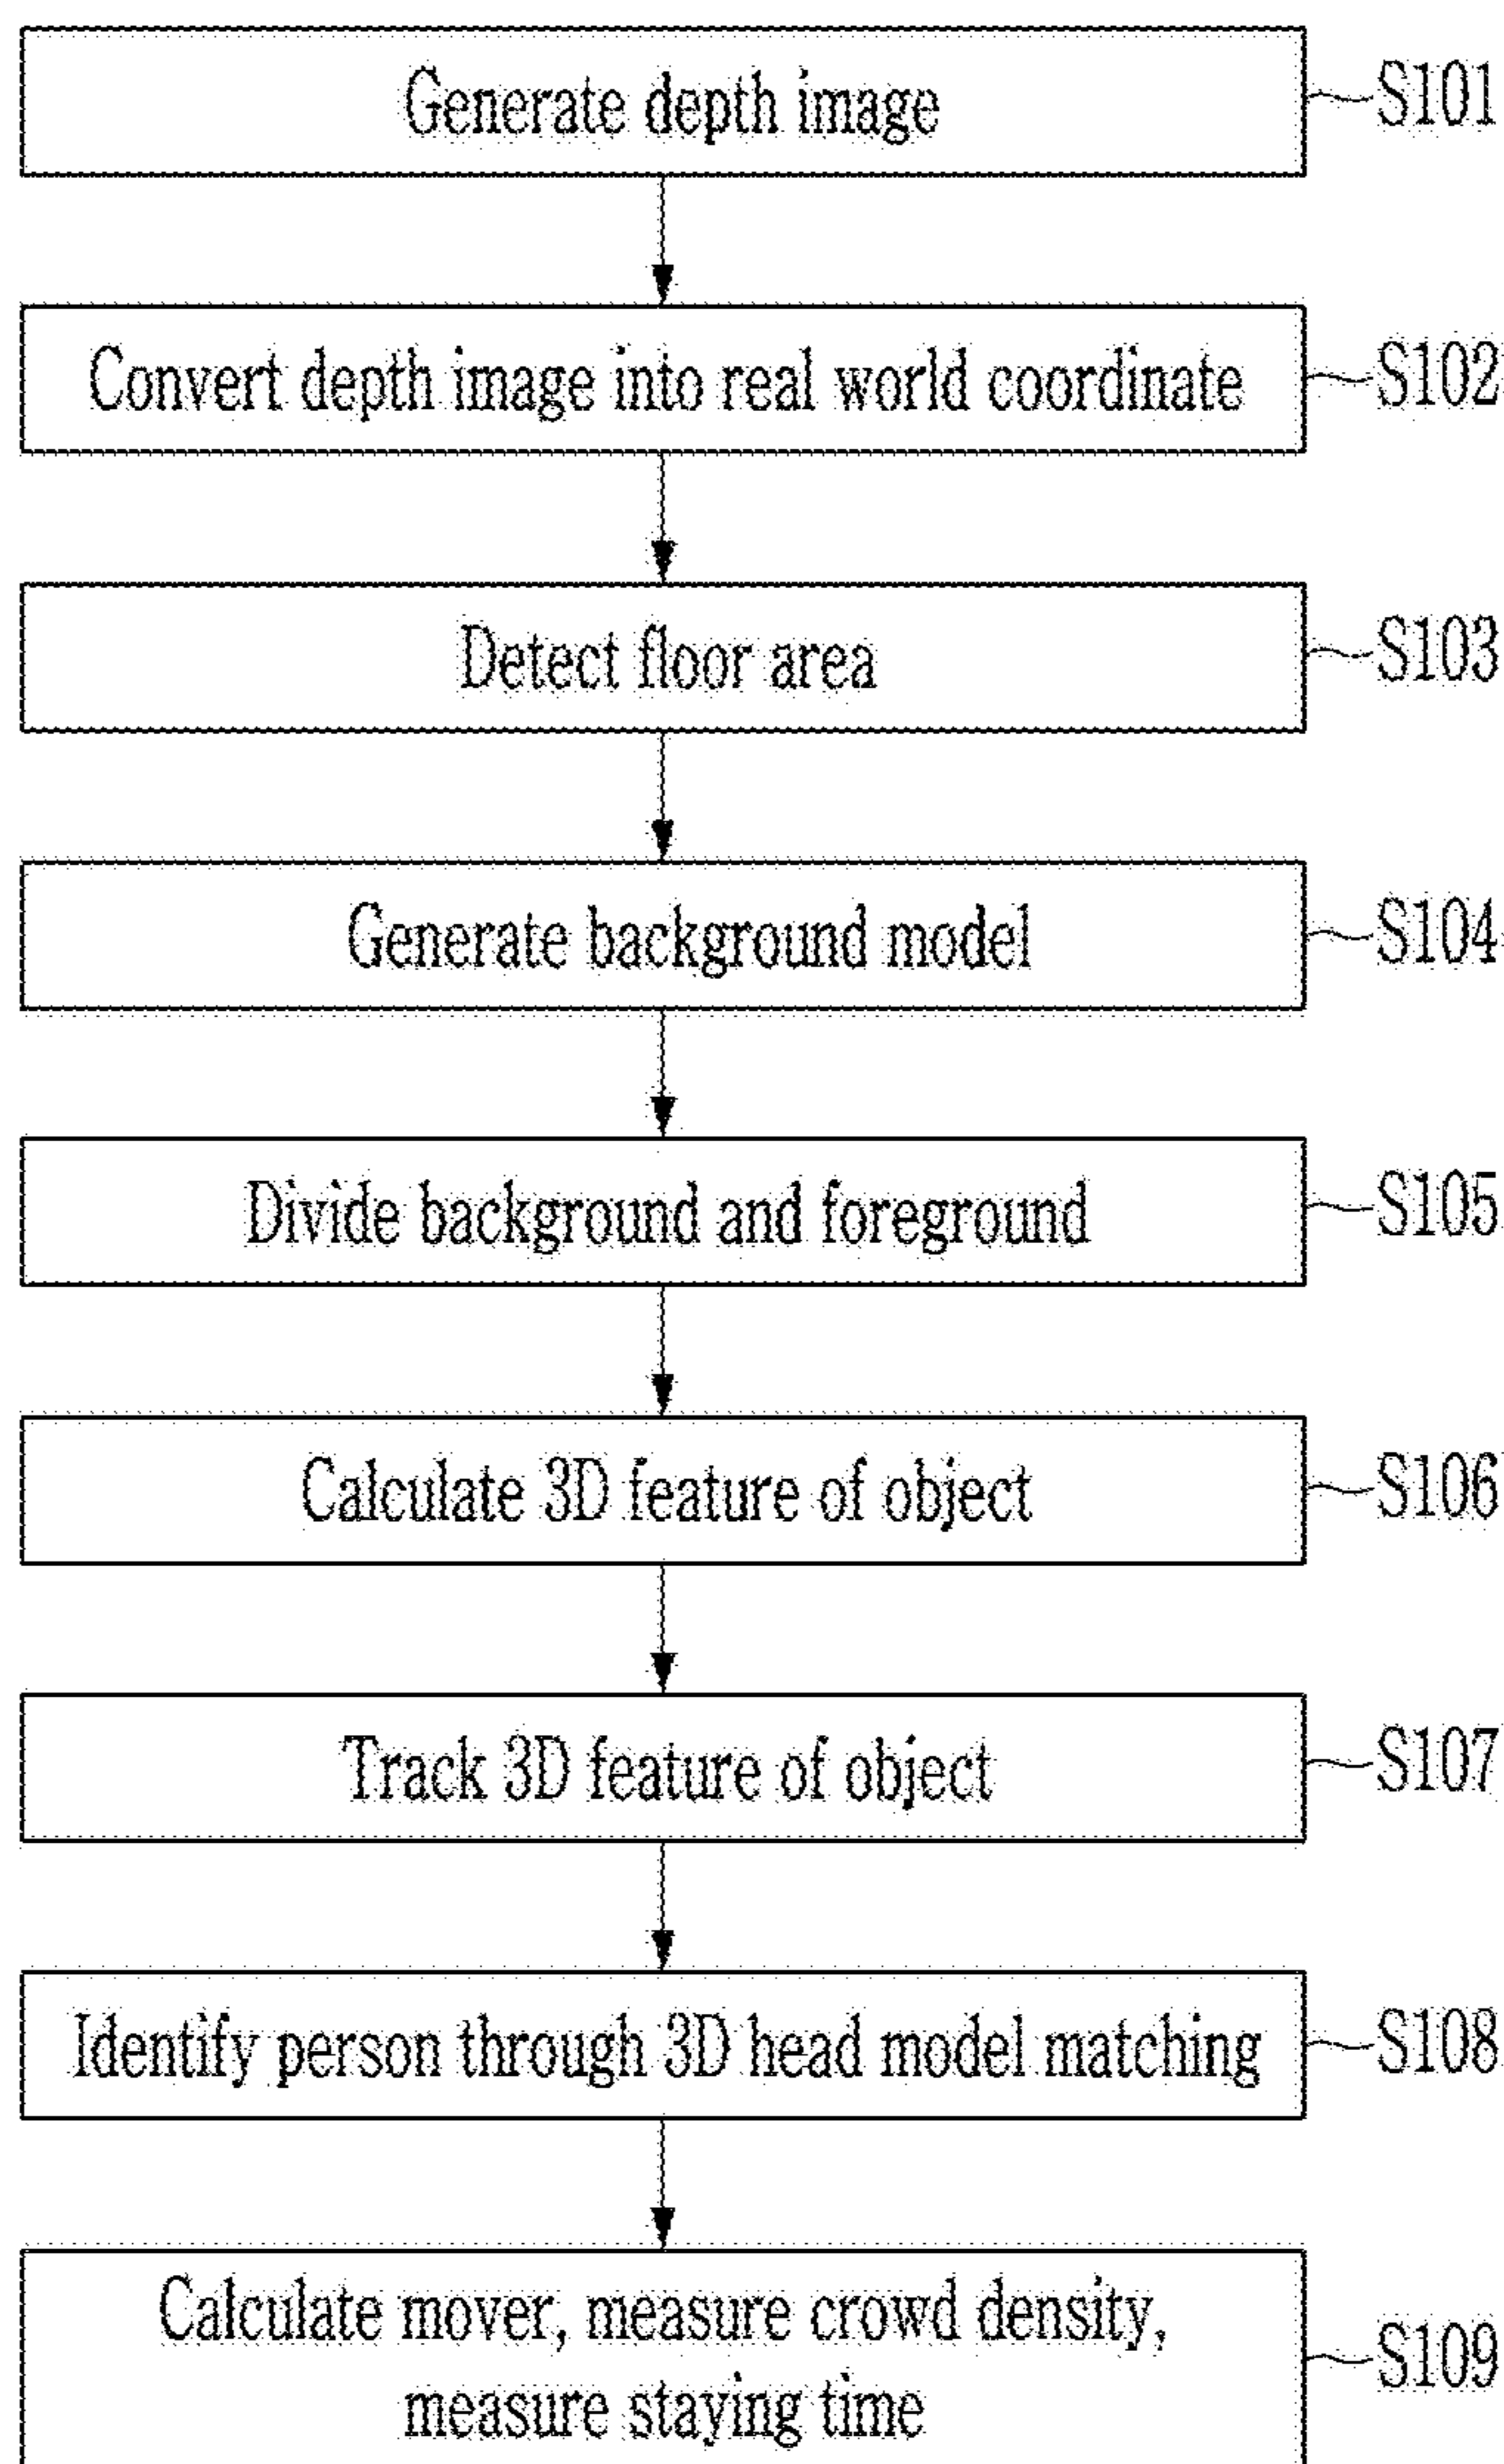 Generate depth image
S101
Convert depth image into real world coordinate
S102
Detect floor area
S103
Generate background model
S104
Divide background and foreground
S105
Calculate 3D feature of object
S106
Track 3D feature of object
S107
Identify person through 3D head model matching
S108
Calculate mover, measure crowd density,
measure staying time
S109